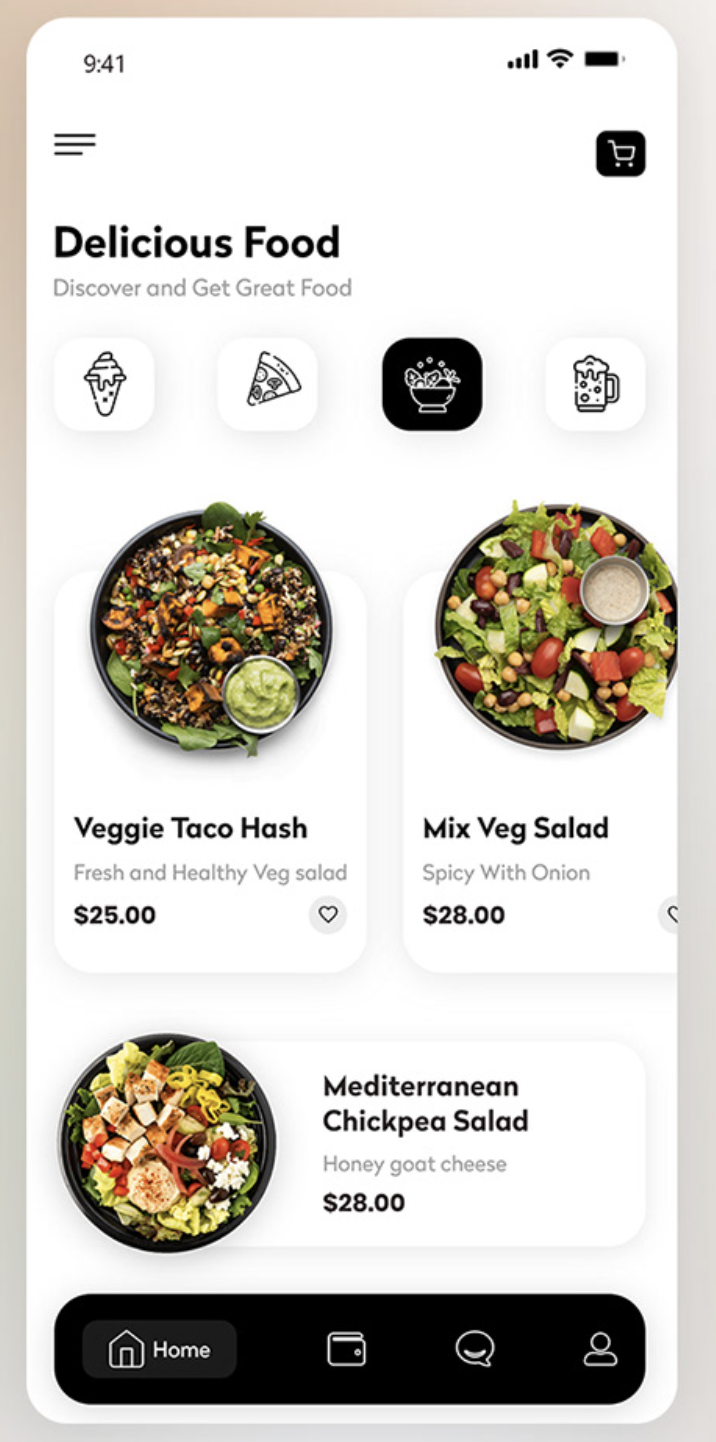 9:41
Delicious Food
Discover and Get Great Food
Veggie Taco Hash
Fresh and Healthy Veg salad
$25.00
Mix Veg Salad
Spicy With Onion
$28.00
Mediterranean
Chickpea Salad
Honey goat cheese
$28.00
Home